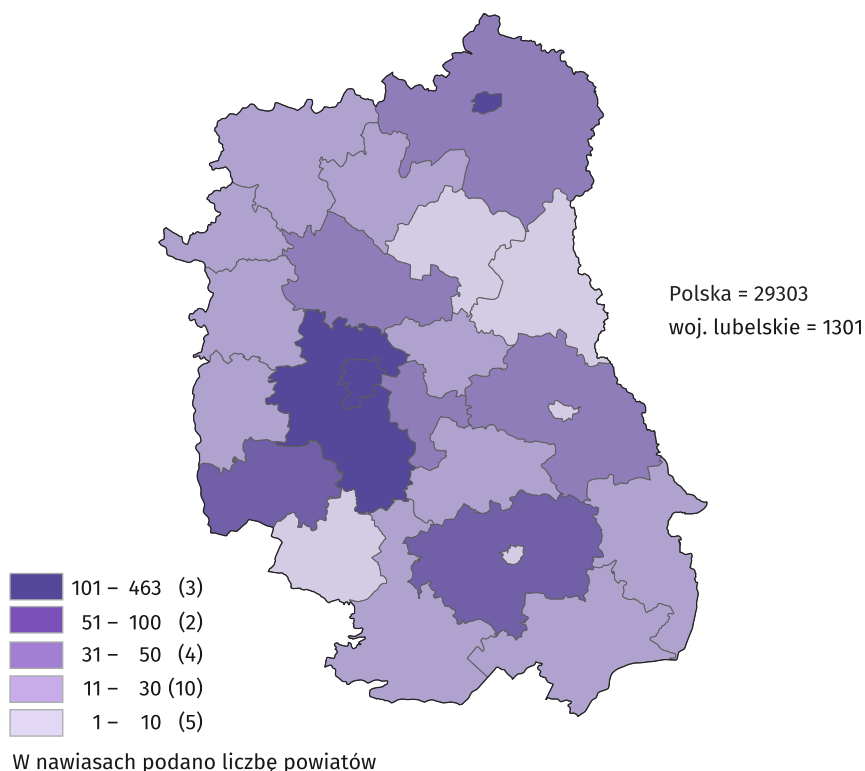 Polska = 29303
woj. lubelskie = 1301
101 – 463 (3)
51 – 100 (2)
31 – 50 (4)
11 – 30 (10)
1 – 10 (5)
W nawiasach podano liczbę powiatów